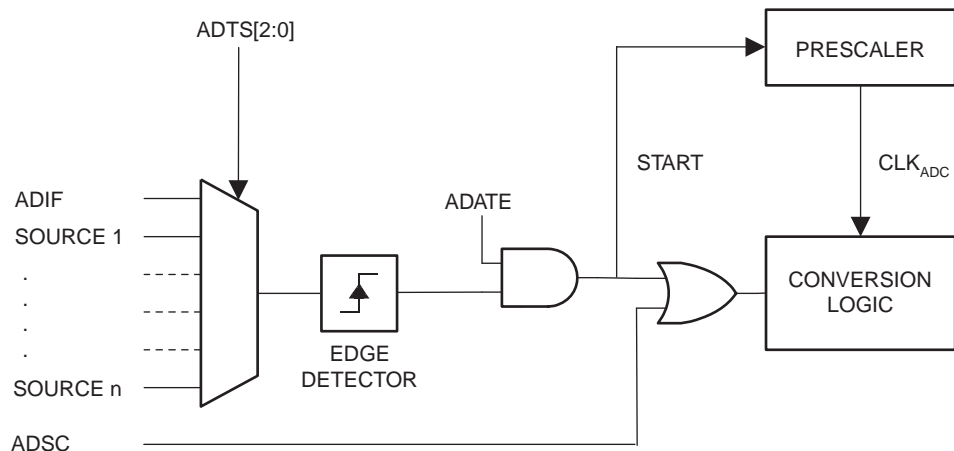 ADTS[2:0]
PRESCALER
START
CLKADC
ADIF
ADATE
SOURCE 1
.
.
.
.
CONVERSION
LOGIC
EDGE
DETECTOR
SOURCE n
ADSC